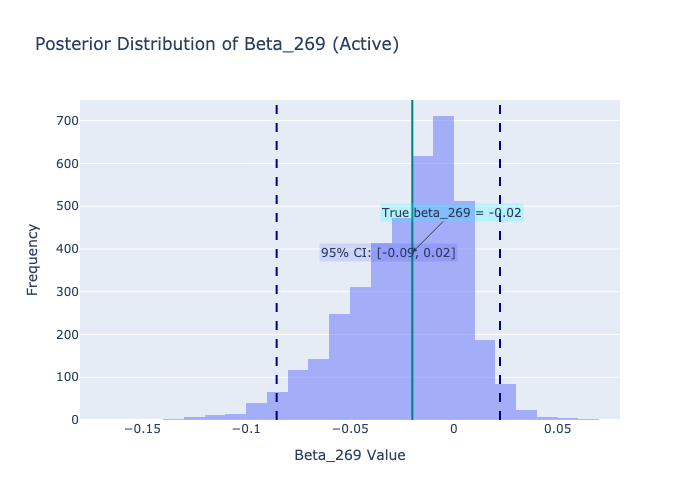 Posterior Distribution of Beta_269 (Active)
700
600
500
400
300
200
100
0
Frequency
True beta_269 = -0.02
95% CI: [-0.09, 0.02]
−0.15
−0.1
−0.05
0
0.05
Beta_269 Value